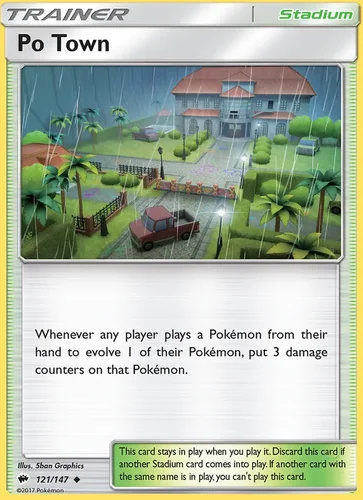 TRAINER
Stadium
Po Town
Whenever any player plays a Pokémon from their
hand to evolve 1 of their Pokémon, put 3 damage
counters on that Pokémon.
Illus. 5ban Graphics
121/147
©2017 Pokémon
This card stays in play when you play it. Discard this card if
another Stadium card comes into play. If another card with
the same name is in play, you can't play this card.